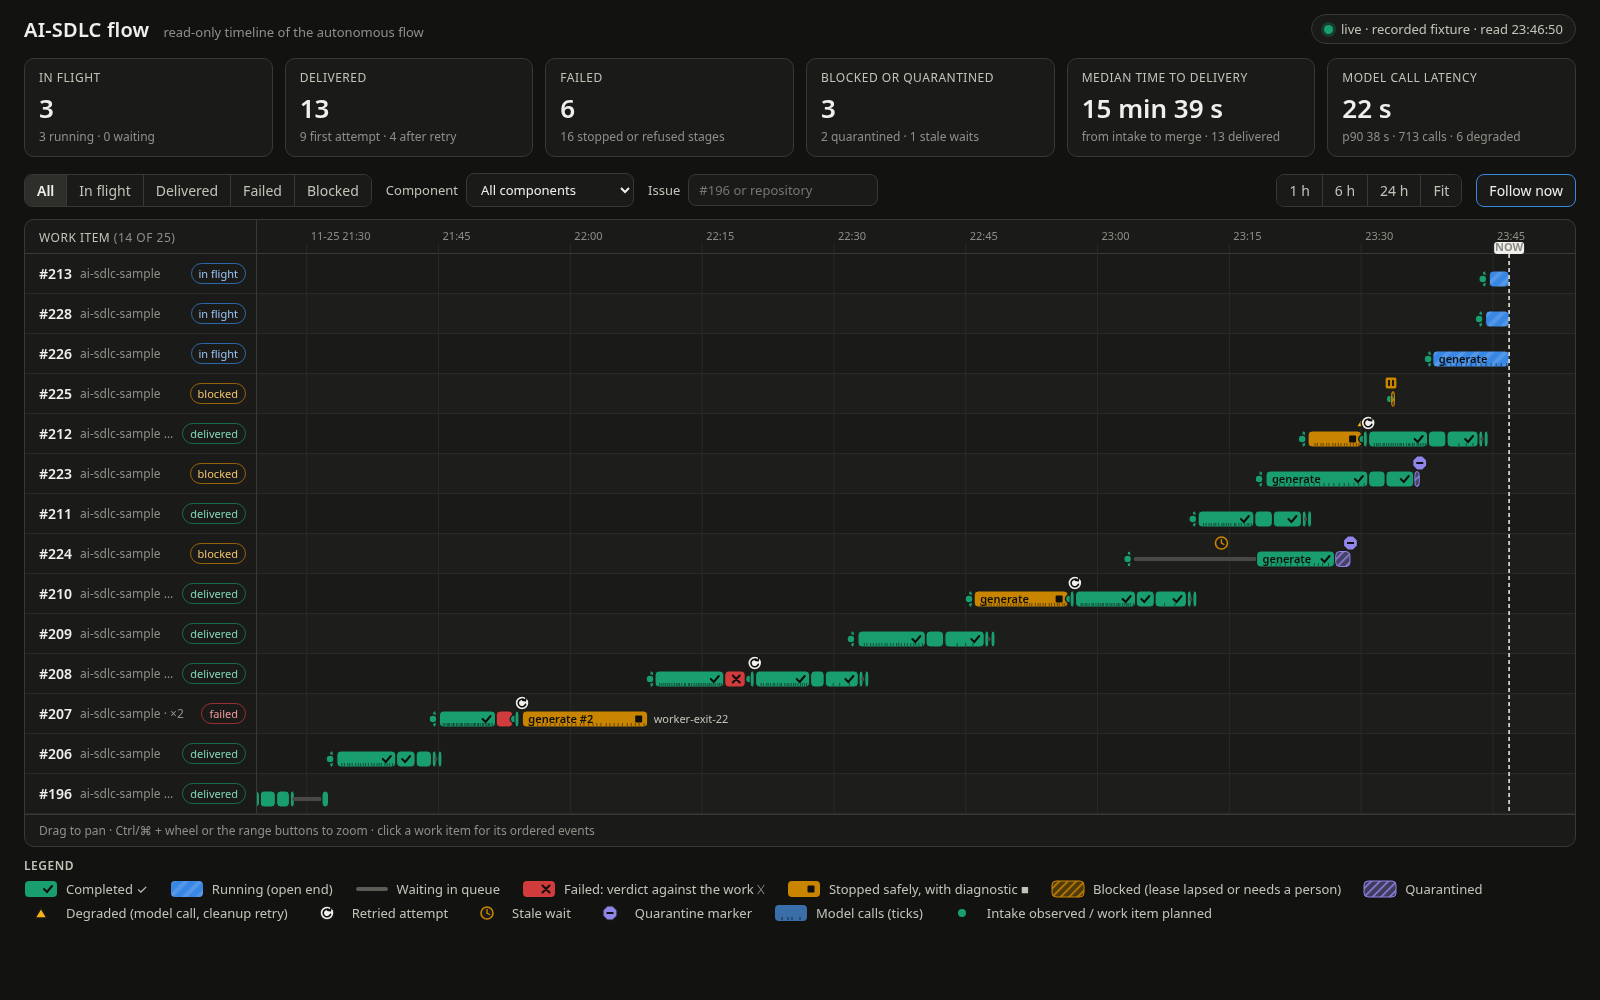 AI-SDLC flow read-only timeline of the autonomous flow
live · recorded fixture · read 23:46:50
IN FLIGHT
3
3 running · 0 waiting
DELIVERED
13
9 first attempt · 4 after retry
FAILED
6
16 stopped or refused stages
BLOCKED OR QUARANTINED
3
2 quarantined · 1 stale waits
MEDIAN TIME TO DELIVERY
15 min 39 s
from intake to merge · 13 delivered
MODEL CALL LATENCY
22 s
p90 38 s · 713 calls · 6 degraded
All In flight Delivered Failed Blocked Component All components Issue #196 or repository 1 h 6 h 24 h Fit Follow now
WORK ITEM (14 OF 25) 11-25 21:30 21:45 22:00 22:15 22:30 22:45 23:00 23:15 23:30 23:45
NOW
#213 ai-sdlc-sample in flight
#228 ai-sdlc-sample in flight
#226 ai-sdlc-sample in flight generate
#225 ai-sdlc-sample blocked
#212 ai-sdlc-sample ... delivered
#223 ai-sdlc-sample blocked generate
#211 ai-sdlc-sample delivered
#224 ai-sdlc-sample blocked generate
#210 ai-sdlc-sample ... delivered generate
#209 ai-sdlc-sample delivered
#208 ai-sdlc-sample ... delivered
#207 ai-sdlc-sample · ×2 failed generate #2 worker-exit-22
#206 ai-sdlc-sample delivered
#196 ai-sdlc-sample ... delivered
Drag to pan · Ctrl/⌘ + wheel or the range buttons to zoom · click a work item for its ordered events
LEGEND
Completed ✓ Running (open end) Waiting in queue Failed: verdict against the work ╳ Stopped safely, with diagnostic ■ Blocked (lease lapsed or needs a person) Quarantined
Degraded (model call, cleanup retry) Retried attempt Stale wait Quarantine marker Model calls (ticks) Intake observed / work item planned